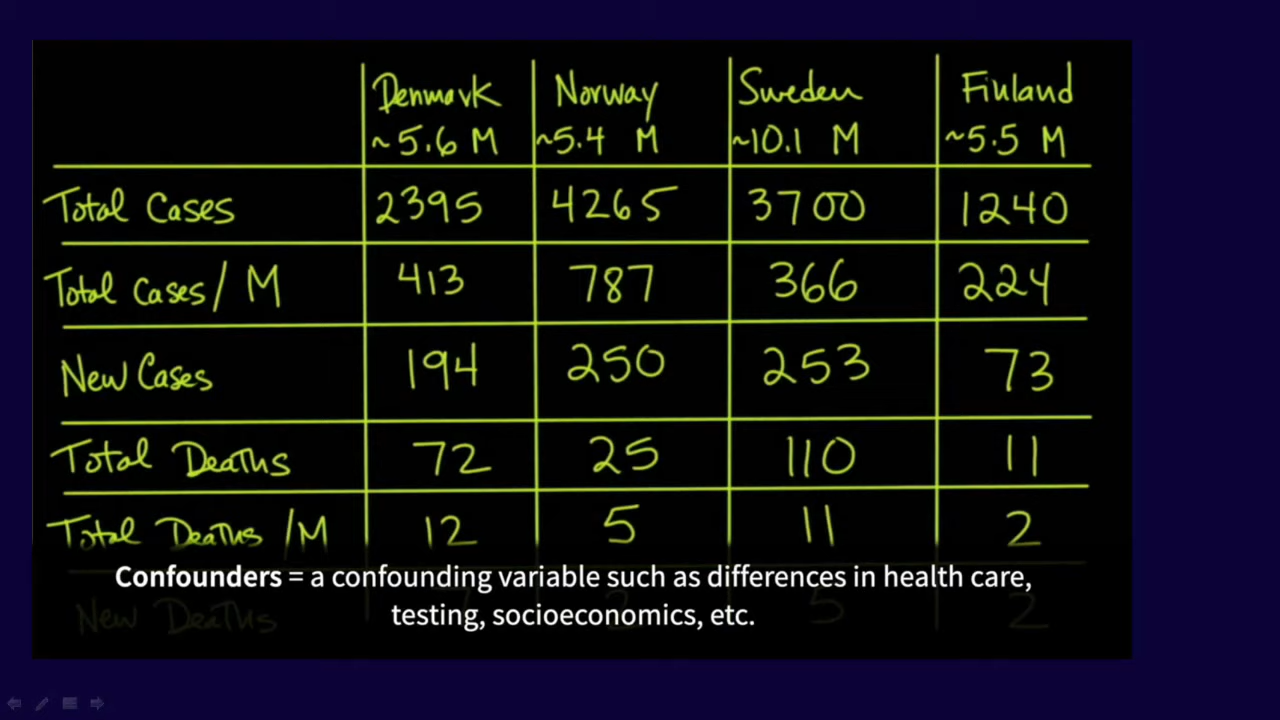 Denmark Norway Sweden Finland
~5.6 M ~5.4 M ~10.1 M ~5.5 M
Total Cases 2395 4265 3700 1240
Total Cases/M 413 787 366 224
New Cases 194 250 253 73
Total Deaths 72 25 110 11
Total Deaths/M 12 5 11 2
Confounders = a confounding variable such as differences in health care,
testing, socioeconomics, etc.
New Deaths 5 2